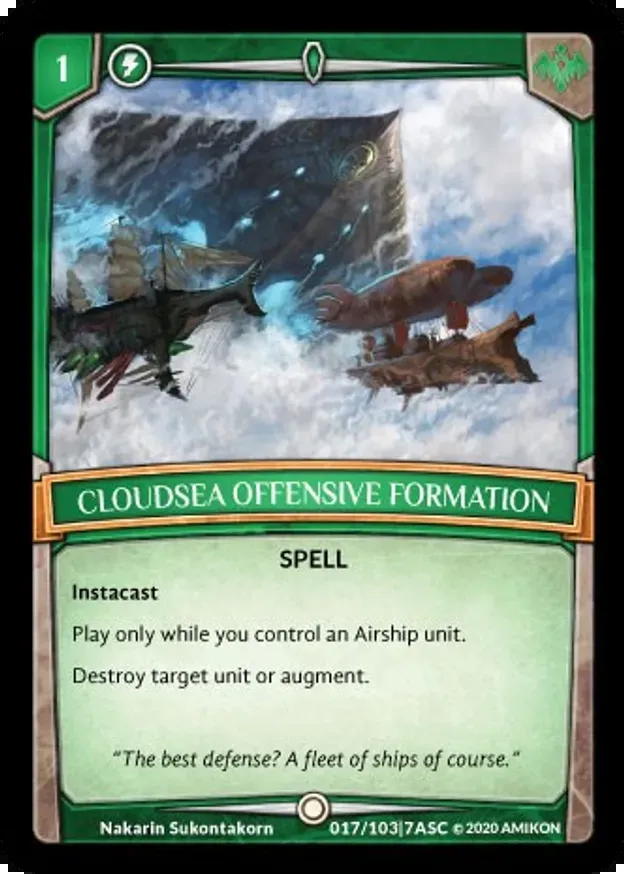 1
CLOUDSEA OFFENSIVE FORMATION
SPELL
Instacast
Play only while you control an Airship unit.
Destroy target unit or augment.
“The best defense? A fleet of ships of course.“
Nakarin Sukontakorn 017/103|7ASC © 2020 AMIKON